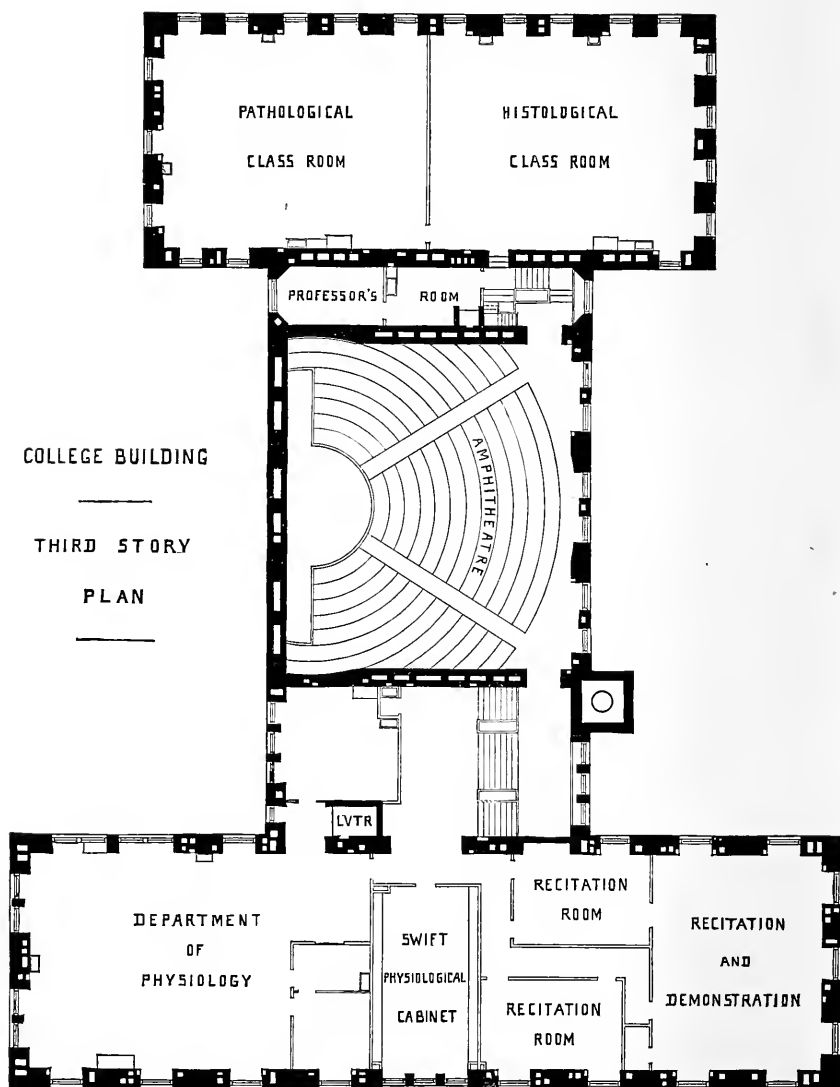 PATHOLOGICAL
CLASS ROOM
HISTOLOGICAL
CLASS ROOM
PROFESSOR'S ROOM
AMPHITHEATRE
COLLEGE BUILDING
THIRD STORY
PLAN
LVTR
DEPARTMENT
OF
PHYSIOLOGY
SWIFT
PHYSIOLOGICAL
CABINET
RECITATION
ROOM
RECITATION
ROOM
RECITATION
AND
DEMONSTRATION